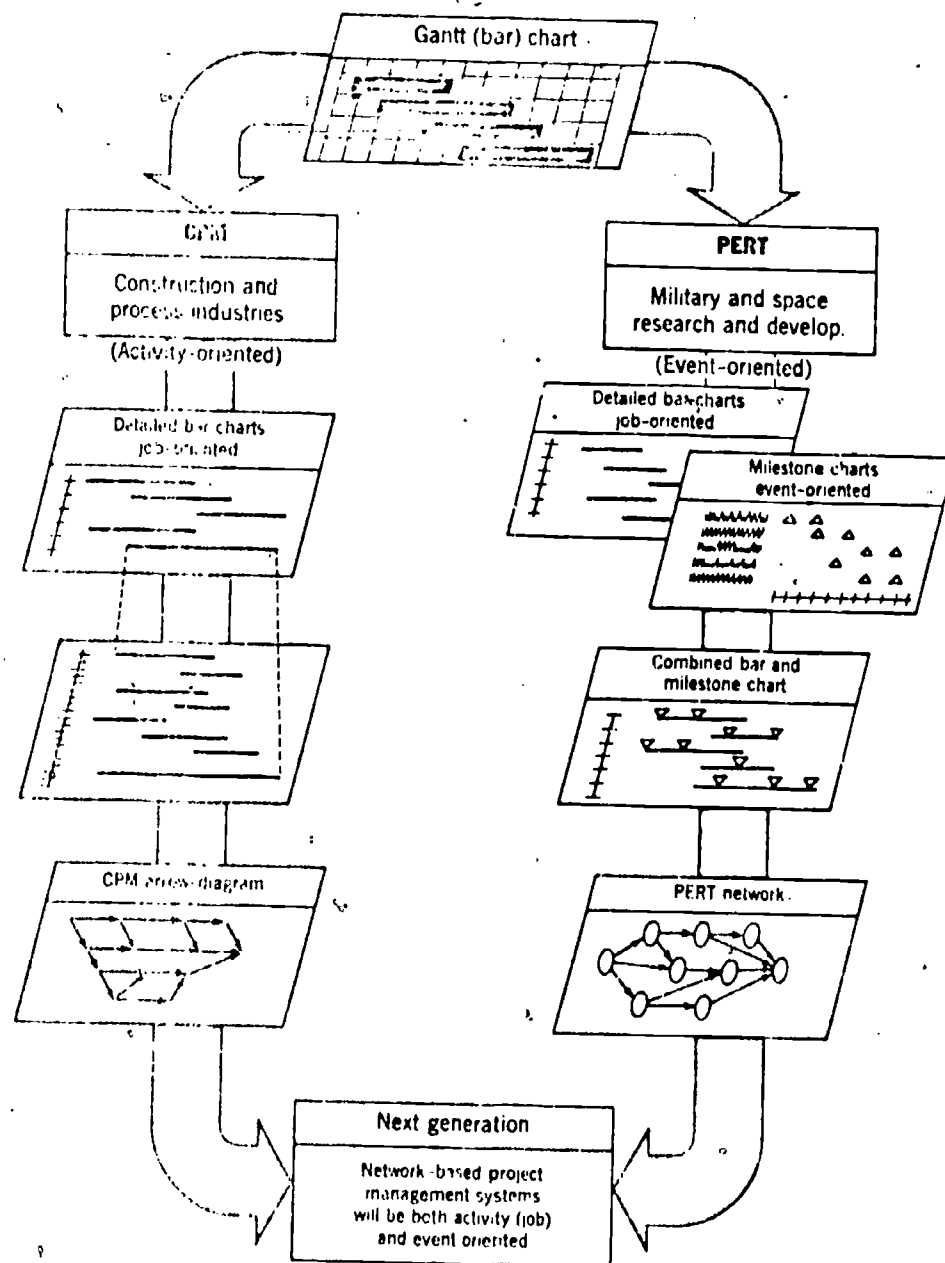 Gantt (bar) chart
CPM
Construction and
process industries
(Activity-oriented)
Detailed bar charts
job-oriented
CPM arrow-diagram
PERT
Military and space
research and develop.
(Event-oriented)
Detailed bar charts
job-oriented
Milestone charts
event-oriented
Combined bar and
milestone chart
PERT network
Next generation
Network-based project
management systems
will be both activity (job)
and event oriented